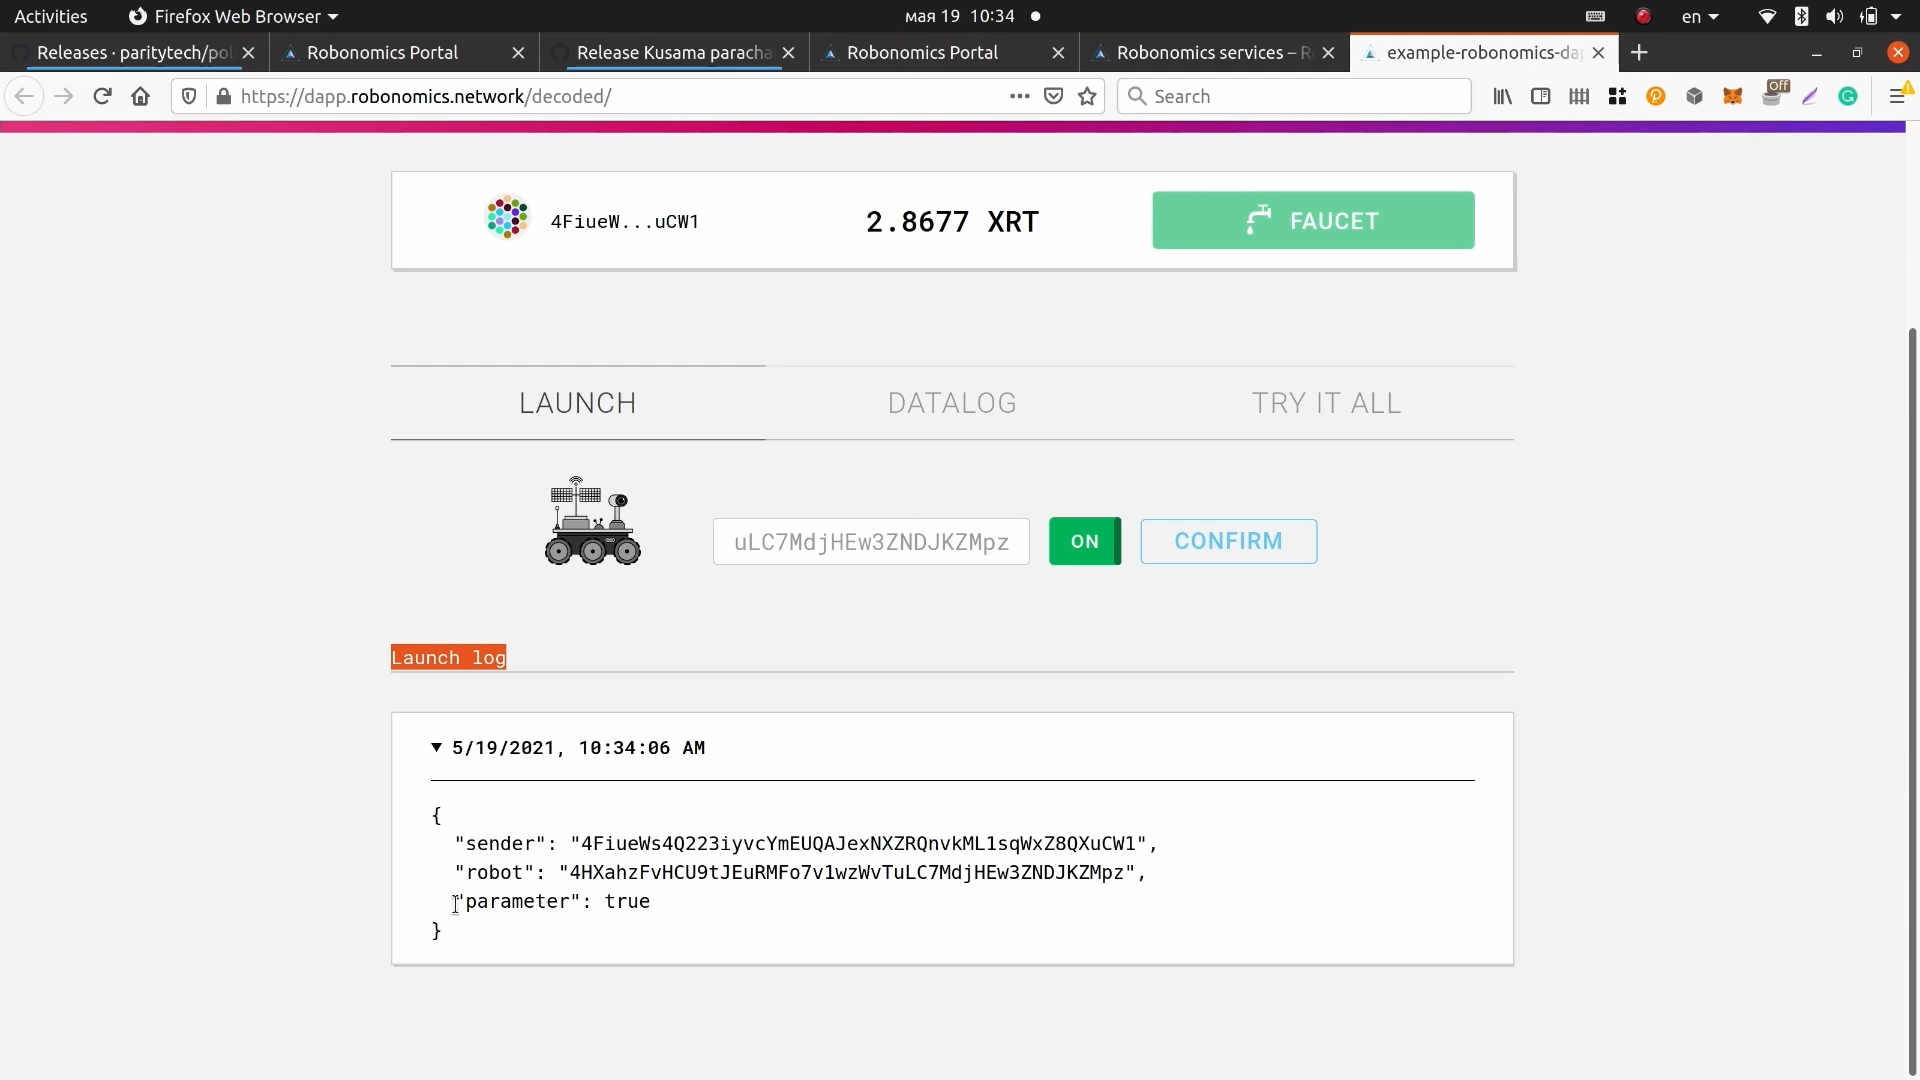 Activities
Firefox Web Browser
мая 19 10:34
en
Releases · paritytech/pol
Robonomics Portal
Release Kusama paracha
Robonomics Portal
Robonomics services – R
example-robonomics-dap
https://dapp.robonomics.network/decoded/
Search
Off
4FiueW...uCW1
2.8677 XRT
FAUCET
LAUNCH
DATALOG
TRY IT ALL
uLC7MdjHEw3ZNDJKZMpz
ON
CONFIRM
Launch log
5/19/2021, 10:34:06 AM
{
"sender": "4FiueWs4Q223iyvcYmEUQAJexNXZRQnvkML1sqWxZ8QXuCW1",
"robot": "4HXahzFvHCU9tJEuRMFo7v1wzWvTuLC7MdjHEw3ZNDJKZMpz",
"parameter": true
}